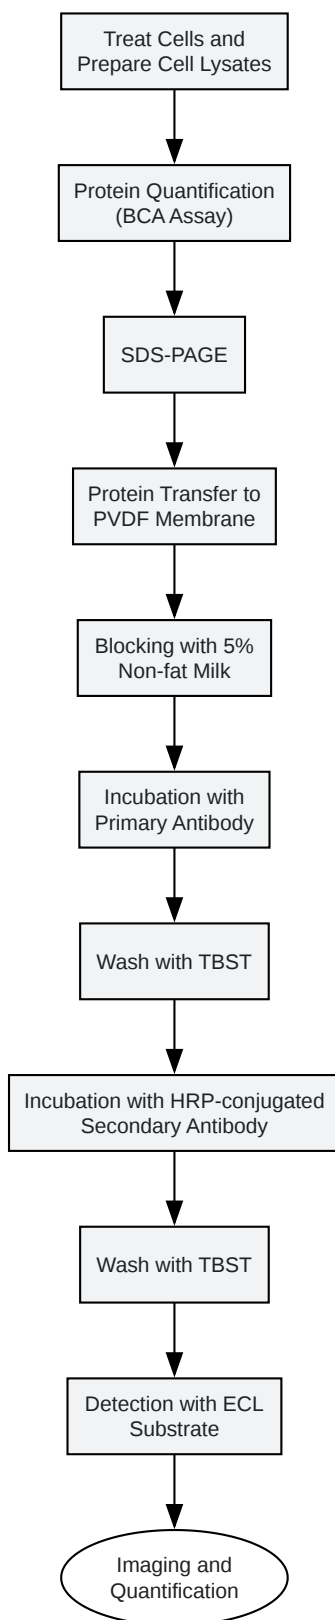 Treat Cells and
Prepare Cell Lysates
Protein Quantification
(BCA Assay)
SDS-PAGE
Protein Transfer to
PVDF Membrane
Blocking with 5%
Non-fat Milk
Incubation with
Primary Antibody
Wash with TBST
Incubation with HRP-conjugated
Secondary Antibody
Wash with TBST
Detection with ECL
Substrate
Imaging and
Quantification